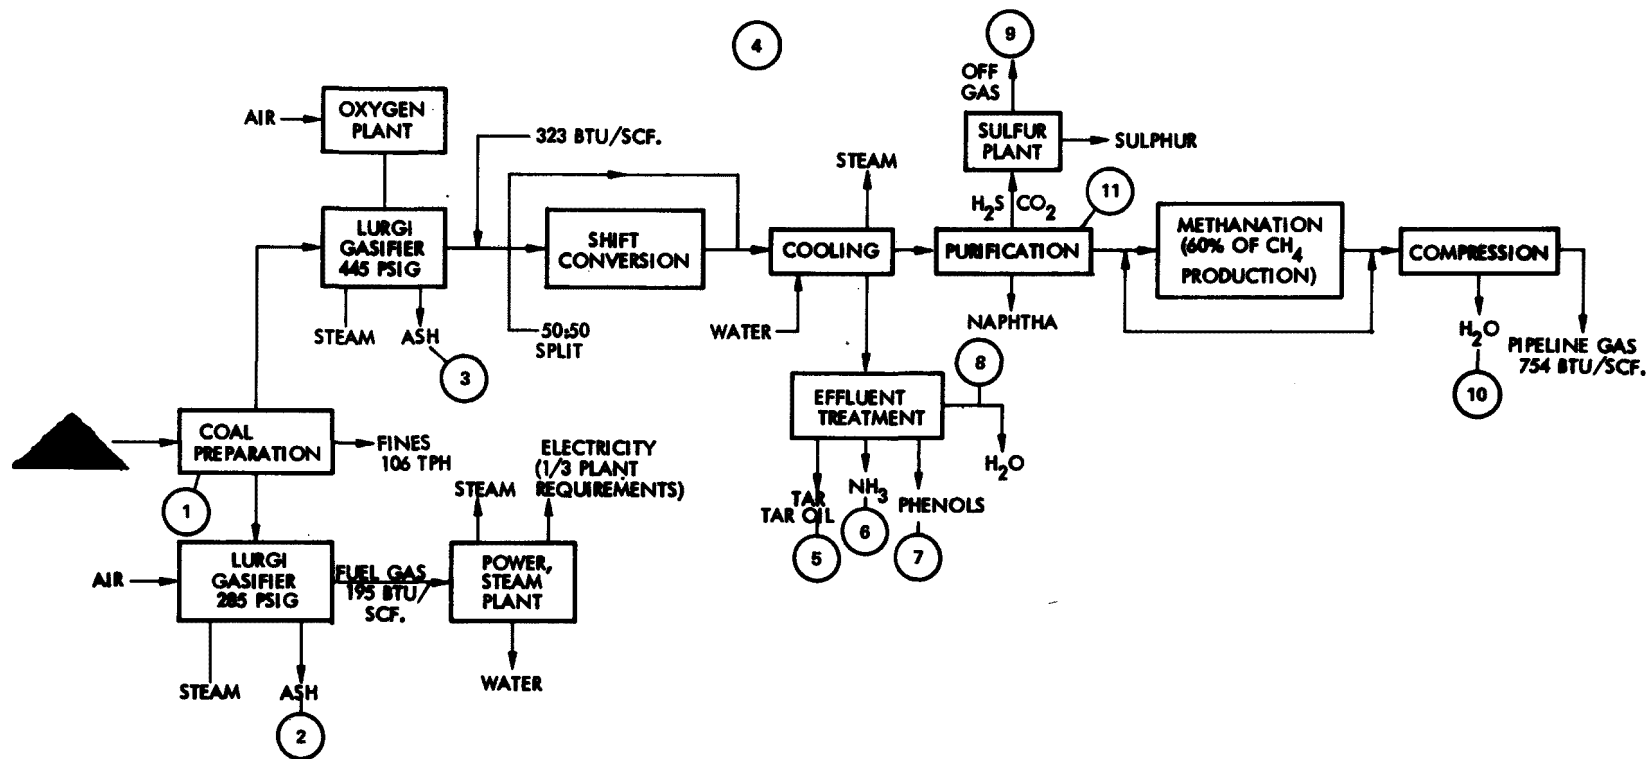 4
9
OFF
GAS
AIR
OXYGEN
PLANT
323 BTU/SCF.
SULFUR
PLANT
SULPHUR
STEAM
H2S CO2
11
LURGI
GASIFIER
445 PSIG
SHIFT
CONVERSION
COOLING
PURIFICATION
METHANATION
(60% OF CH4
PRODUCTION)
COMPRESSION
STEAM
ASH
50:50
SPLIT
WATER
NAPHTHA
H2O
PIPELINE GAS
754 BTU/SCF.
3
8
10
EFFLUENT
TREATMENT
COAL
PREPARATION
FINES
106 TPH
H2O
1
STEAM
ELECTRICITY
(1/3 PLANT
REQUIREMENTS)
TAR
TAR OIL
NH3
PHENOLS
5
6
7
AIR
LURGI
GASIFIER
285 PSIG
FUEL GAS
195 BTU/
SCF.
POWER,
STEAM
PLANT
STEAM
ASH
WATER
2